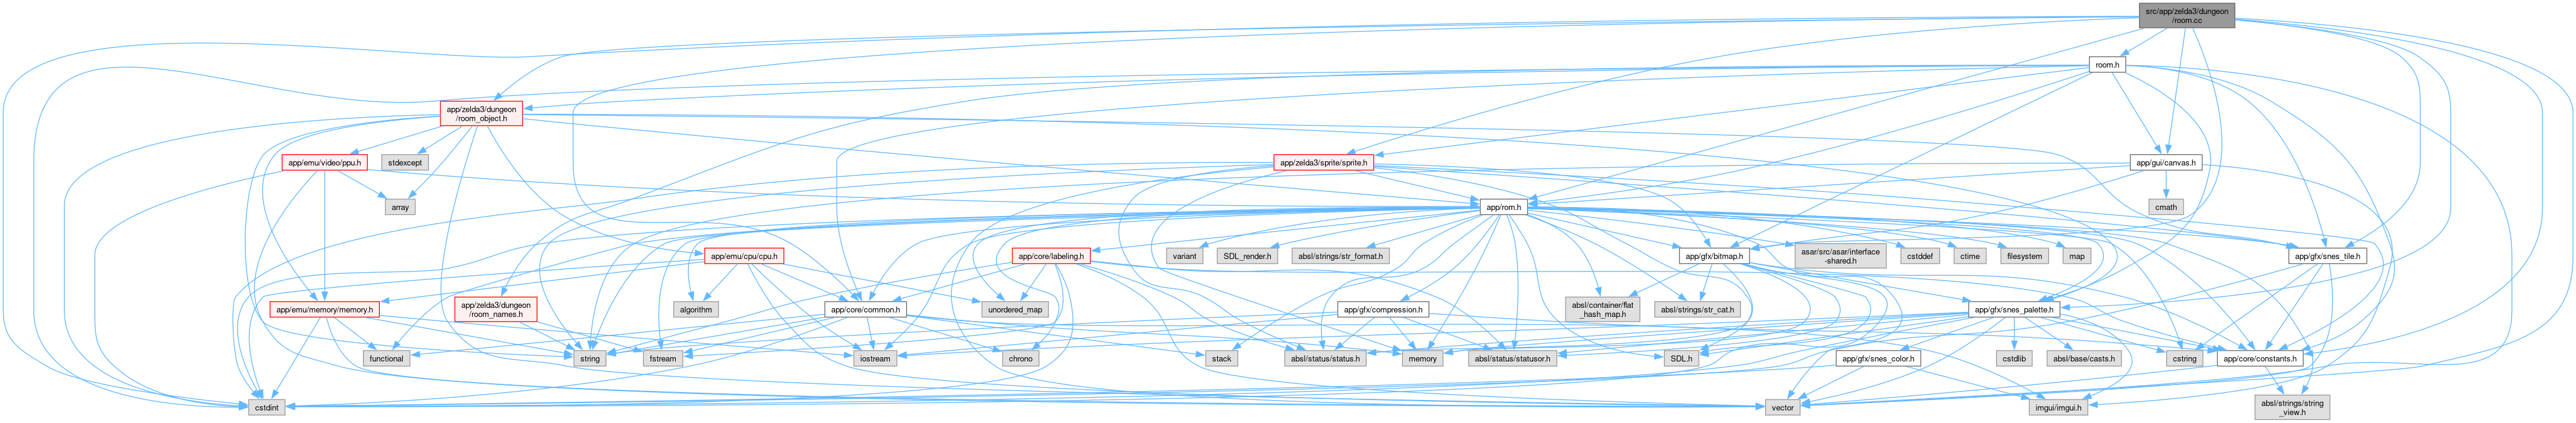 src/app/zelda3/dungeon
/room.cc
room.h
app/zelda3/dungeon
/room_object.h
app/emu/video/ppu.h
stdexcept
app/zelda3/sprite/sprite.h
app/gui/canvas.h
array
app/rom.h
cmath
app/emu/cpu/cpu.h
app/core/labeling.h
variant
SDL_render.h
absl/strings/str_format.h
app/gfx/bitmap.h
asar/src/asar/interface
-shared.h
cstddef
ctime
filesystem
map
app/gfx/snes_tile.h
app/emu/memory/memory.h
app/zelda3/dungeon
/room_names.h
algorithm
app/core/common.h
unordered_map
app/gfx/compression.h
absl/container/flat
_hash_map.h
absl/strings/str_cat.h
app/gfx/snes_palette.h
functional
string
fstream
iostream
chrono
stack
absl/status/status.h
memory
absl/status/statusor.h
SDL.h
app/gfx/snes_color.h
cstdlib
absl/base/casts.h
cstring
app/core/constants.h
cstdint
vector
imgui/imgui.h
absl/strings/string
_view.h